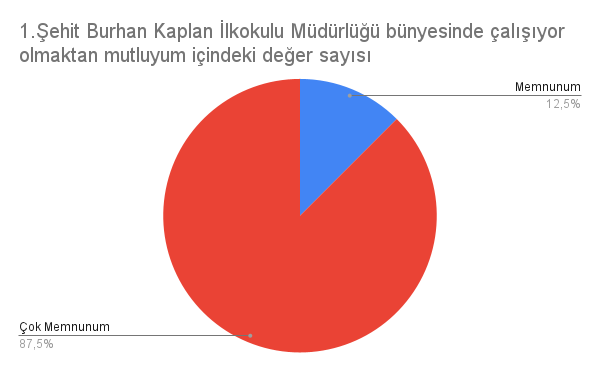 1.Şehit Burhan Kaplan İlkokulu Müdürlüğü bünyesinde çalışıyor
olmaktan mutluyum içindeki değer sayısı
Memnunum
12,5%
Çok Memnunum
87,5%